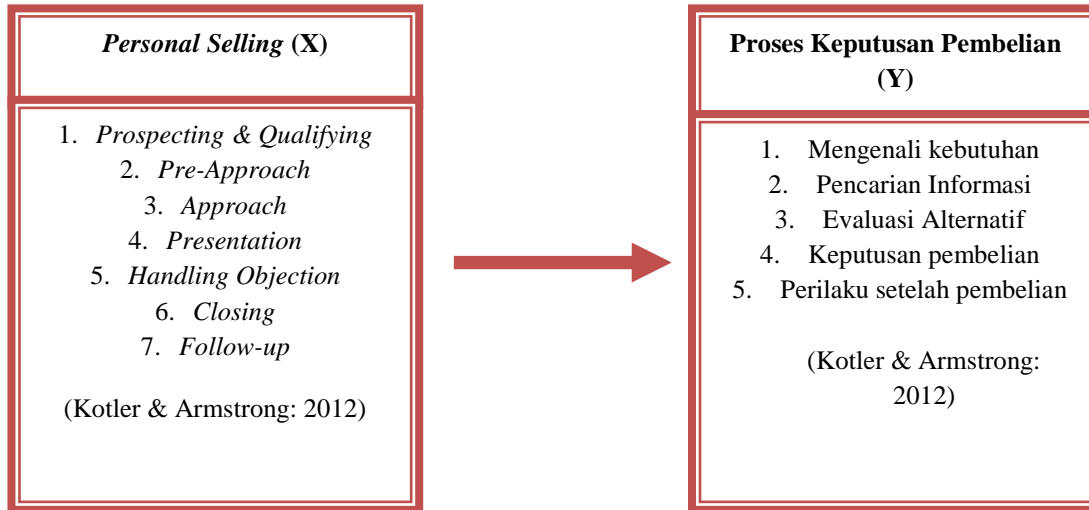 Personal Selling (X)
1. Prospecting & Qualifying
2. Pre-Approach
3. Approach
4. Presentation
5. Handling Objection
6. Closing
7. Follow-up
(Kotler & Armstrong: 2012)
Proses Keputusan Pembelian
(Y)
1. Mengenali kebutuhan
2. Pencarian Informasi
3. Evaluasi Alternatif
4. Keputusan pembelian
5. Perilaku setelah pembelian
(Kotler & Armstrong:
2012)